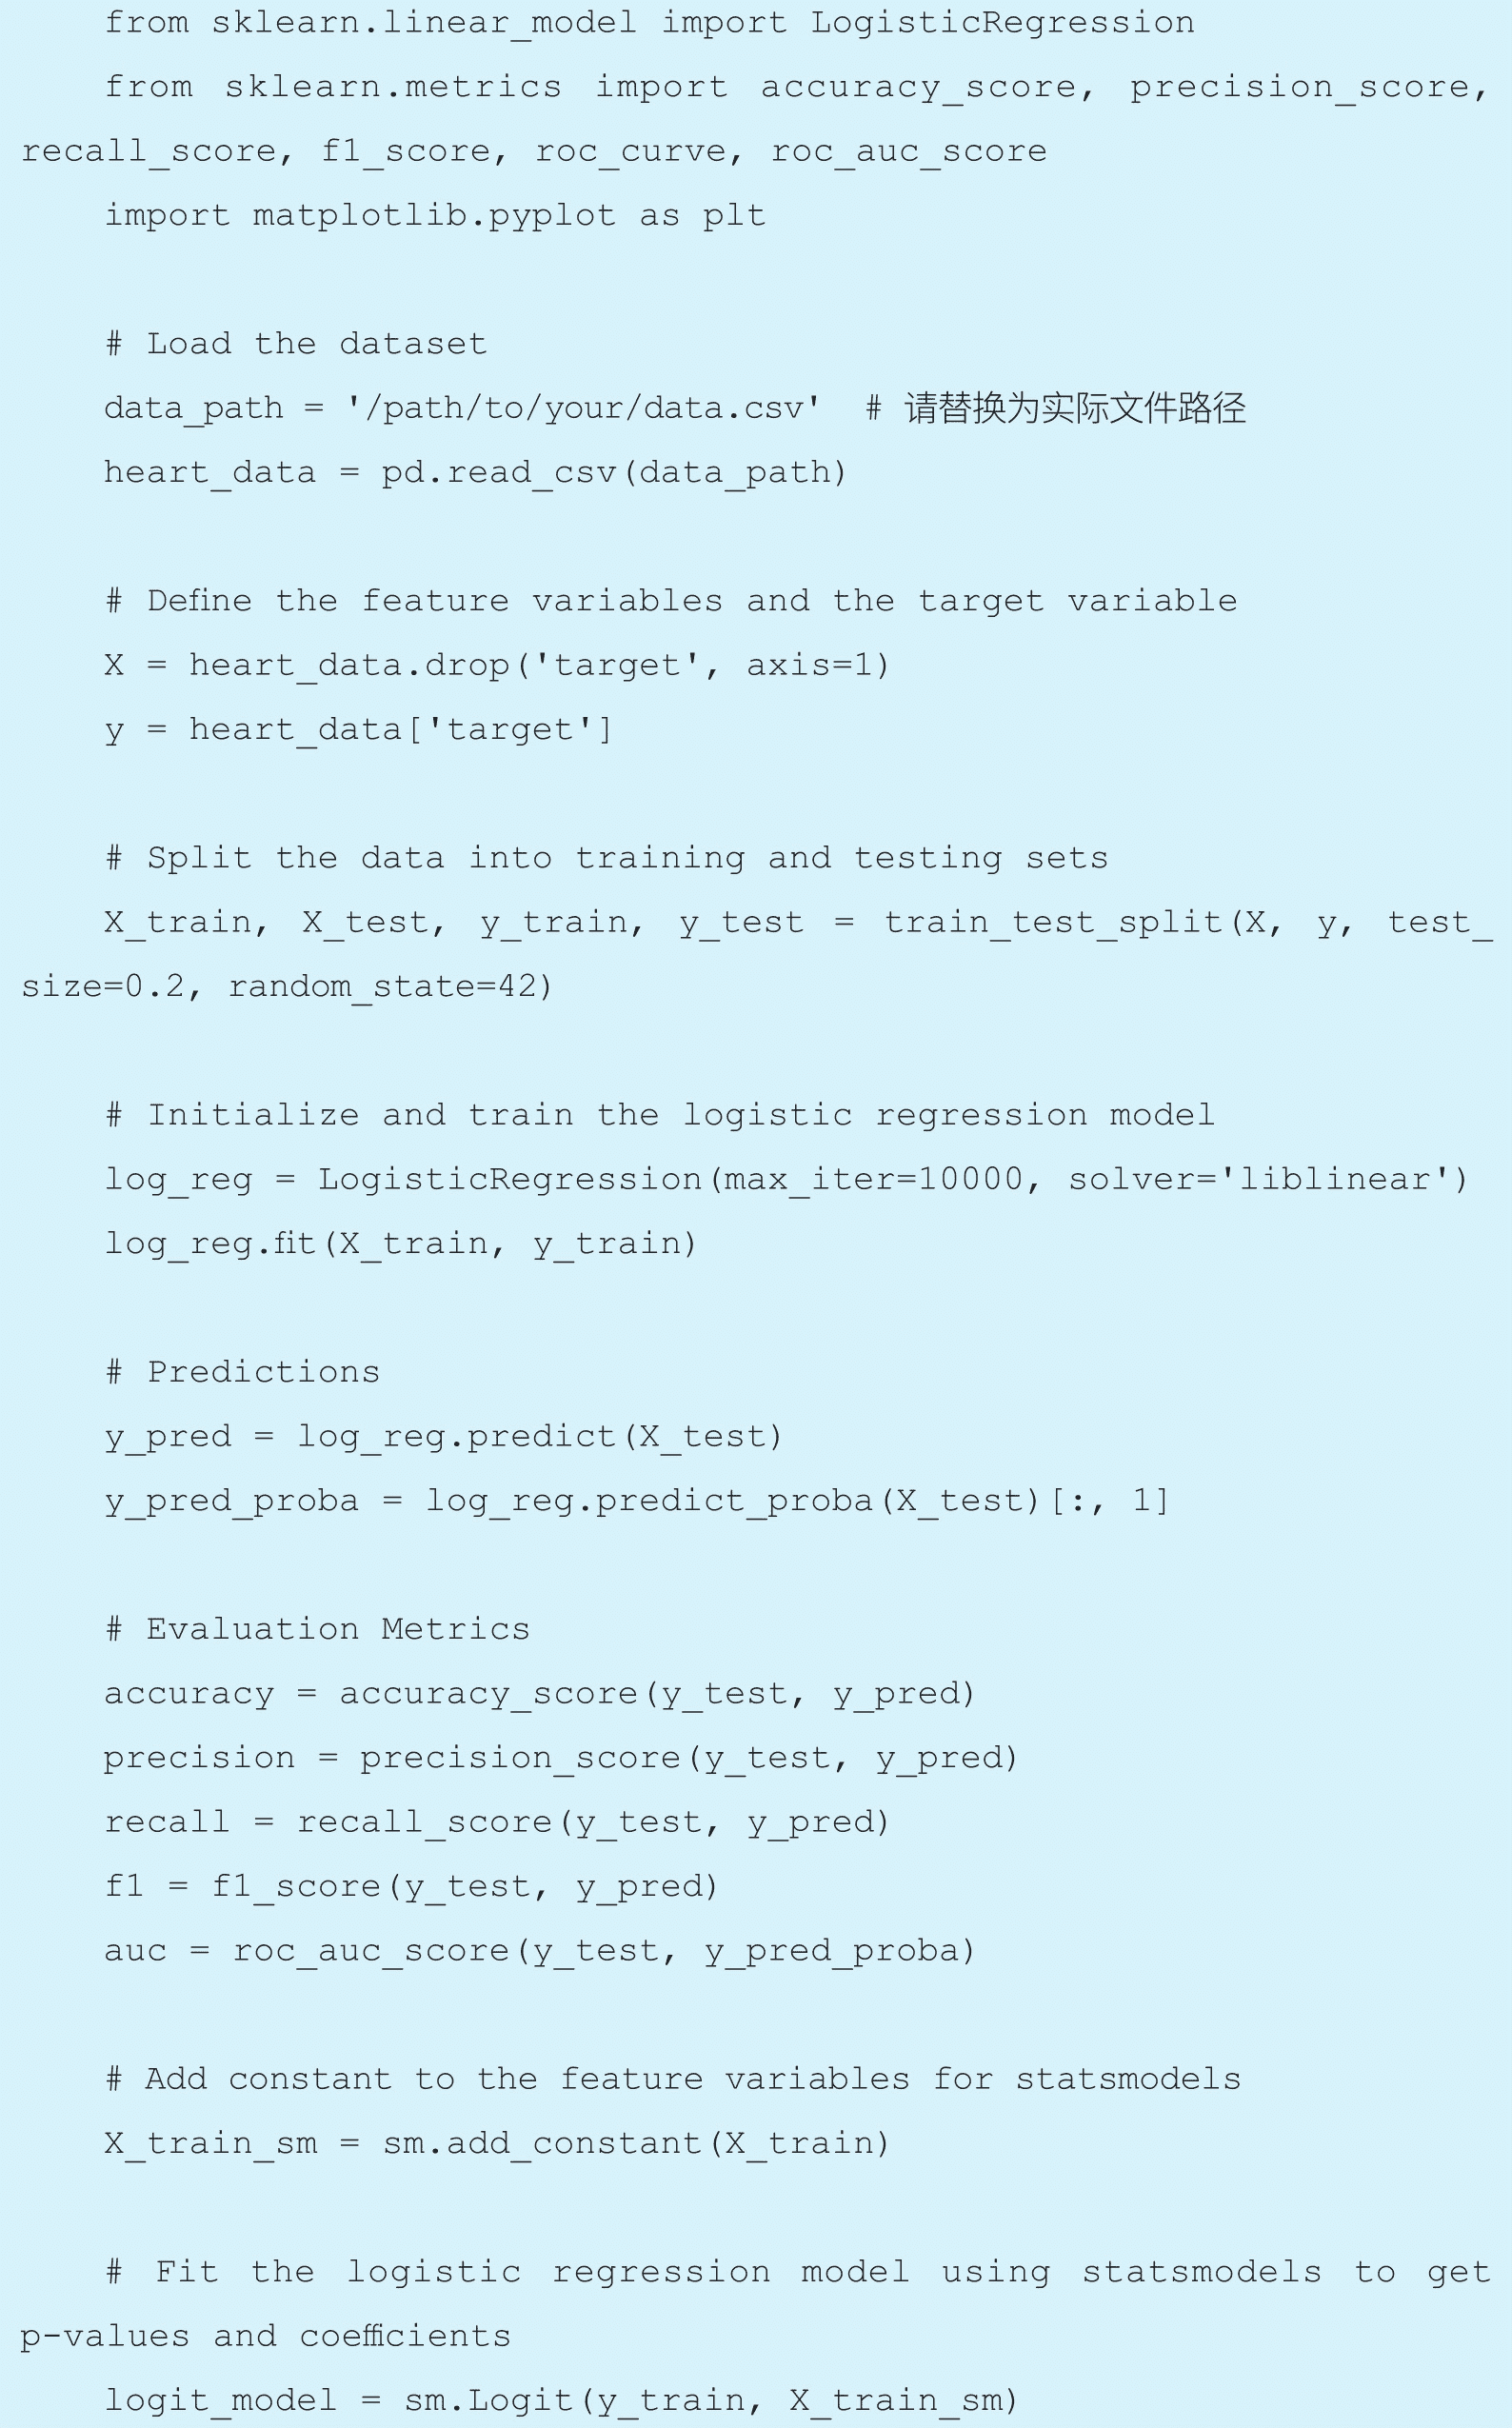 from sklearn.linear_model import LogisticRegression
from sklearn.metrics import accuracy_score, precision_score,
recall_score, f1_score, roc_curve, roc_auc_score
import matplotlib.pyplot as plt
# Load the dataset
data_path = '/path/to/your/data.csv'  # 请替换为实际文件路径
heart_data = pd.read_csv(data_path)
# Define the feature variables and the target variable
X = heart_data.drop('target', axis=1)
y = heart_data['target']
# Split the data into training and testing sets
X_train, X_test, y_train, y_test = train_test_split(X, y, test_
size=0.2, random_state=42)
# Initialize and train the logistic regression model
log_reg = LogisticRegression(max_iter=10000, solver='liblinear')
log_reg.fit(X_train, y_train)
# Predictions
y_pred = log_reg.predict(X_test)
y_pred_proba = log_reg.predict_proba(X_test)[:, 1]
# Evaluation Metrics
accuracy = accuracy_score(y_test, y_pred)
precision = precision_score(y_test, y_pred)
recall = recall_score(y_test, y_pred)
f1 = f1_score(y_test, y_pred)
auc = roc_auc_score(y_test, y_pred_proba)
# Add constant to the feature variables for statsmodels
X_train_sm = sm.add_constant(X_train)
# Fit the logistic regression model using statsmodels to get
p-values and coefficients
logit_model = sm.Logit(y_train, X_train_sm)